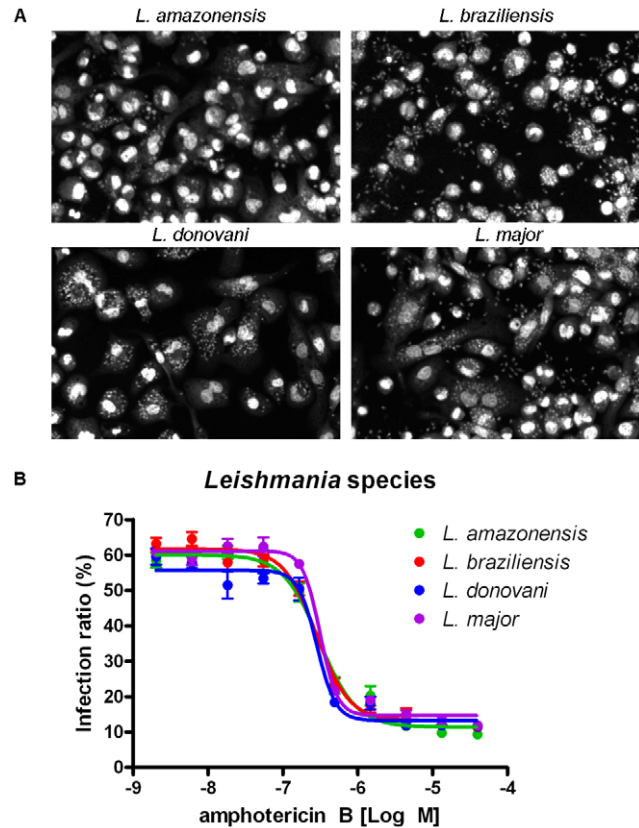 A
L. amazonensis
L. braziliensis
L. donovani
L. major
B
Leishmania species
Infection ratio (%)
70
60
50
40
30
20
10
0
-9
-8
-7
-6
-5
-4
amphotericin B [Log M]
L. amazonensis
L. braziliensis
L. donovani
L. major